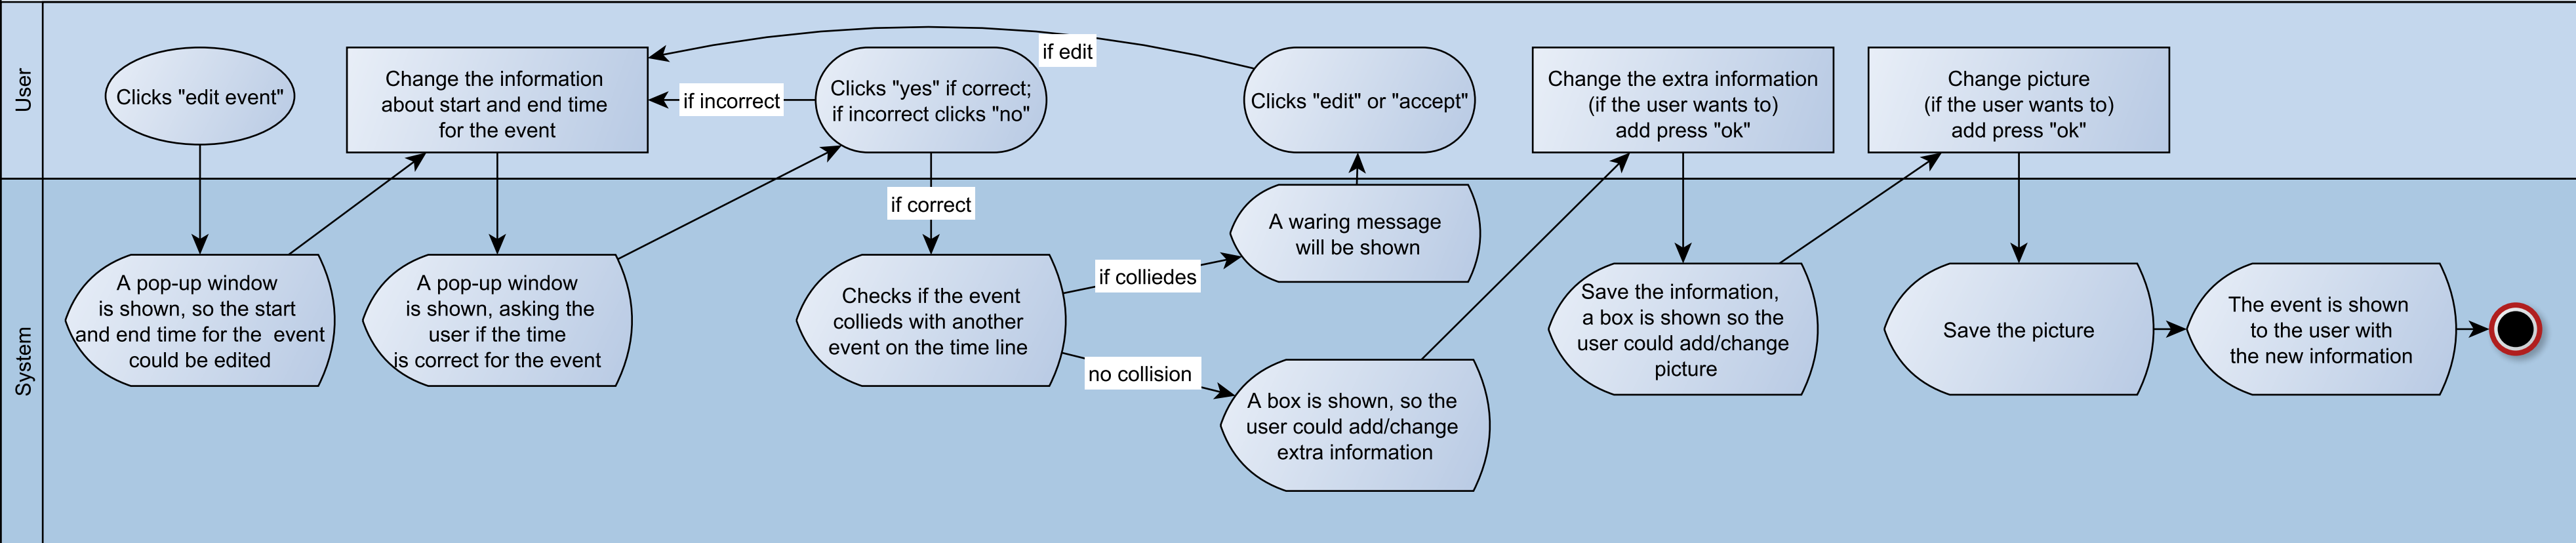 User
Clicks "edit event"
Change the information
about start and end time
for the event
if incorrect
Clicks "yes" if correct;
if incorrect clicks "no"
if edit
Clicks "edit" or "accept"
Change the extra information
(if the user wants to)
add press "ok"
Change picture
(if the user wants to)
add press "ok"
System
A pop-up window
is shown, so the start
and end time for the  event
could be edited
A pop-up window
is shown, asking the
user if the time
is correct for the event
if correct
Checks if the event
collieds with another
event on the time line
if colliedes
A waring message
will be shown
no collision
A box is shown, so the
user could add/change
extra information
Save the information,
a box is shown so the
user could add/change
picture
Save the picture
The event is shown
to the user with
the new information